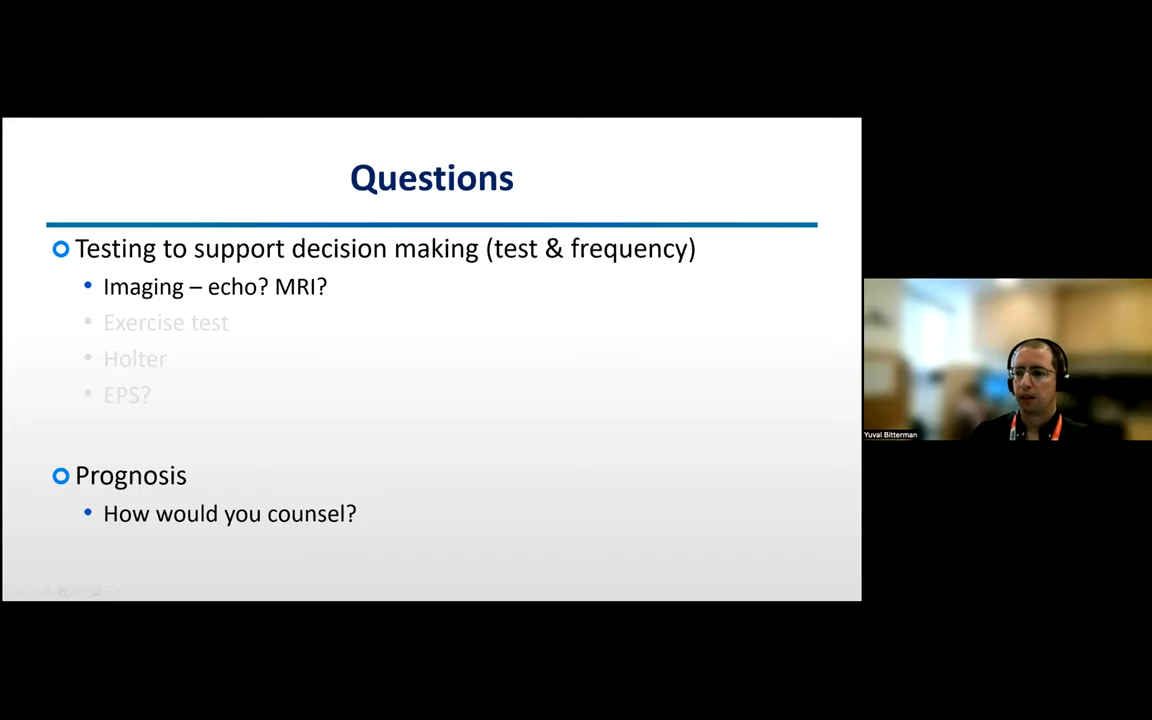 Questions
Testing to support decision making (test & frequency)
Imaging – echo? MRI?
Exercise test
Holter
EPS?
Prognosis
How would you counsel?
Yuval Bitterman